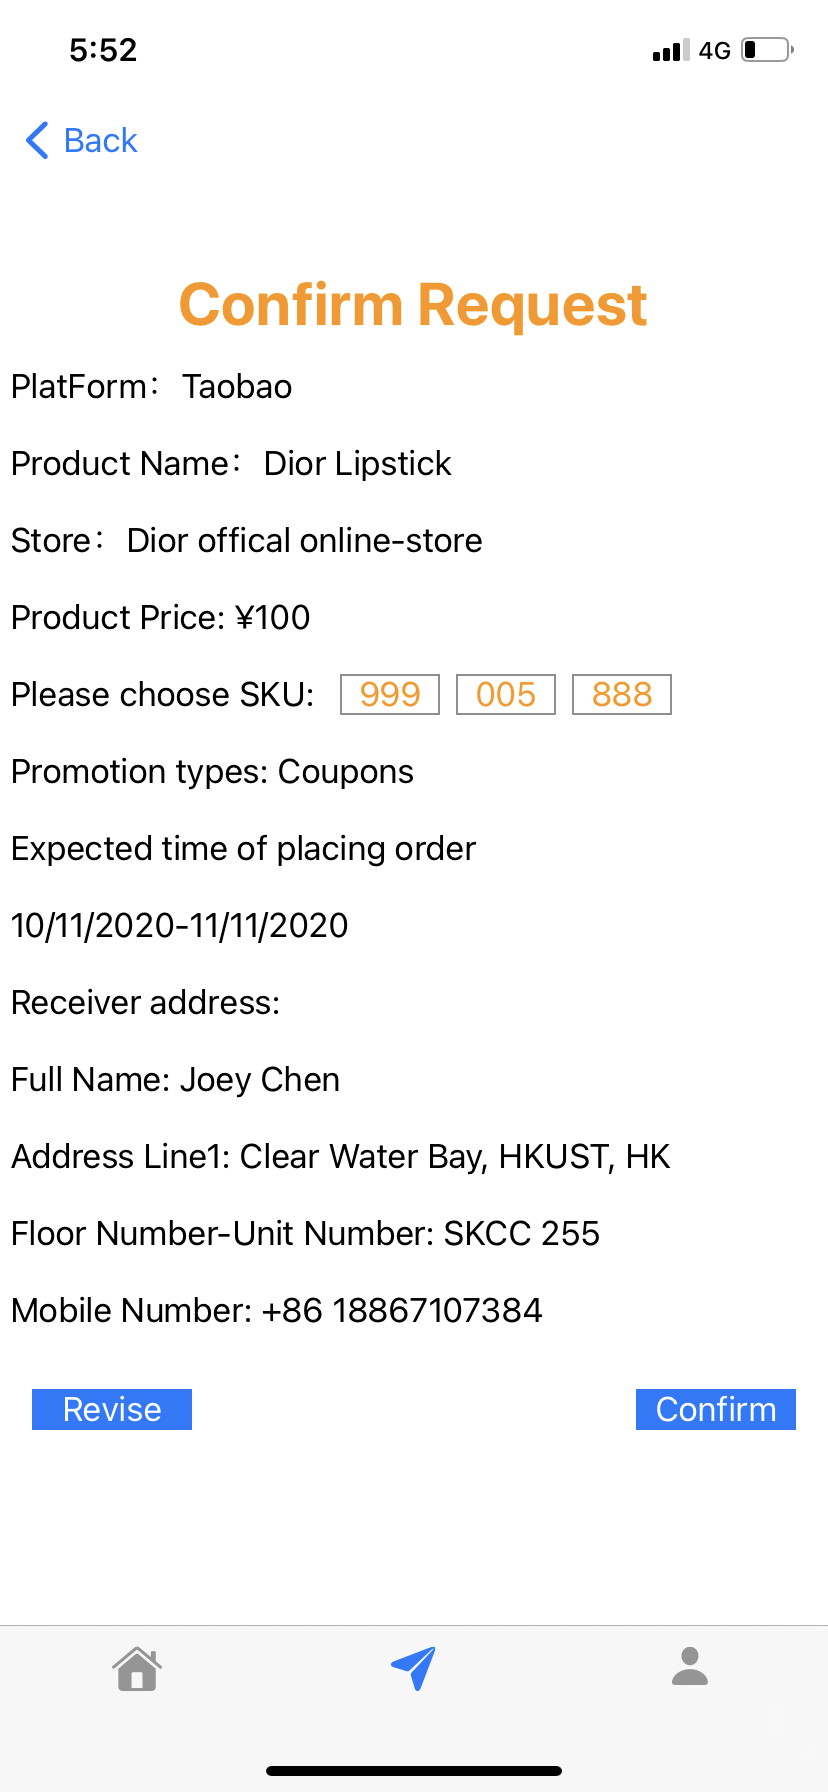 5:52 4G
Back
Confirm Request
PlatForm： Taobao
Product Name： Dior Lipstick
Store： Dior offical online-store
Product Price: ¥100
Please choose SKU: 999 005 888
Promotion types: Coupons
Expected time of placing order
10/11/2020-11/11/2020
Receiver address:
Full Name: Joey Chen
Address Line1: Clear Water Bay, HKUST, HK
Floor Number-Unit Number: SKCC 255
Mobile Number: +86 18867107384
Revise Confirm